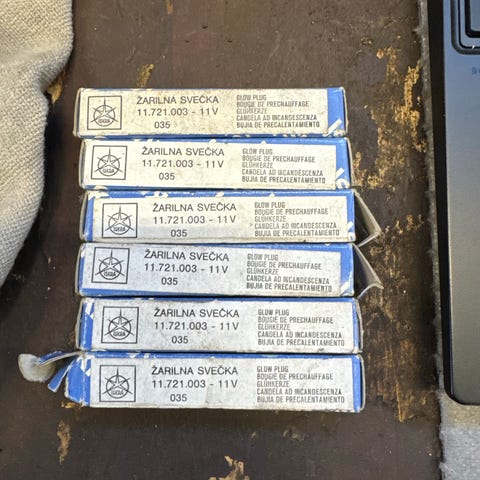 ŽARILNA SVEČKA
11.721.003 - 11V
035
GLOW PLUG
BOUGIE DE PRECHAUFFAGE
GLÜHKERZE
CANDELA AD INCANDESCENZA
BUJIA DE PRECALENTAMIENTO
ŽARILNA SVEČKA
11.721.003 - 11V
035
GLOW PLUG
BOUGIE DE PRECHAUFFAGE
GLÜHKERZE
CANDELA AD INCANDESCENZA
BUJIA DE PRECALENTAMIENTO
ŽARILNA SVEČKA
11.721.003 - 11V
035
GLOW PLUG
BOUGIE DE PRECHAUFFAGE
GLÜHKERZE
CANDELA AD INCANDESCENZA
BUJIA DE PRECALENTAMIENTO
ŽARILNA SVEČKA
11.721.003 - 11V
035
GLOW PLUG
BOUGIE DE PRECHAUFFAGE
GLÜHKERZE
CANDELA AD INCANDESCENZA
BUJIA DE PRECALENTAMIENTO
ŽARILNA SVEČKA
11.721.003 - 11V
035
GLOW PLUG
BOUGIE DE PRECHAUFFAGE
GLÜHKERZE
CANDELA AD INCANDESCENZA
BUJIA DE PRECALENTAMIENTO
ŽARILNA SVEČKA
11.721.003 - 11V
035
GLOW PLUG
BOUGIE DE PRECHAUFFAGE
GLÜHKERZE
CANDELA AD INCANDESCENZA
BUJIA DE PRECALENTAMIENTO